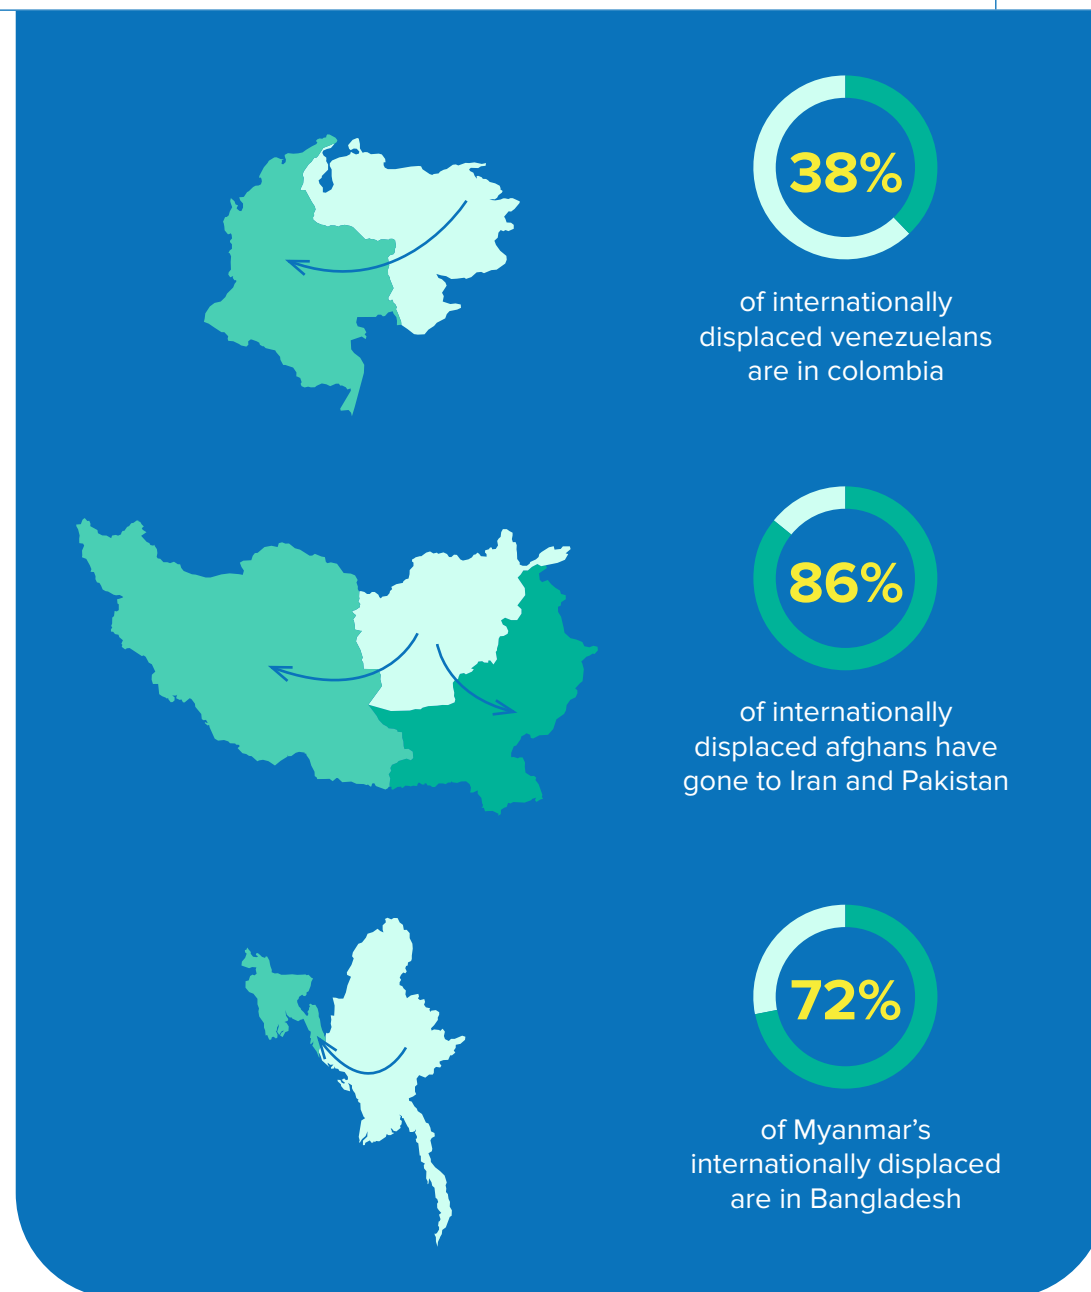 38%
of internationally
displaced venezuelans
are in colombia
86%
of internationally
displaced afghans have
gone to Iran and Pakistan
72%
of Myanmar’s
internationally displaced
are in Bangladesh